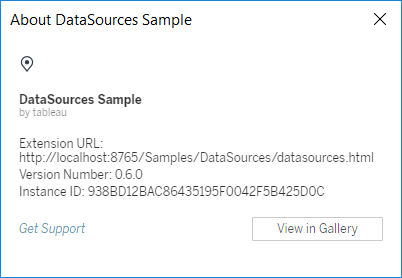 About DataSources Sample
DataSources Sample
by tableau
Extension URL:
http://localhost:8765/Samples/DataSources/datasources.html
Version Number: 0.6.0
Instance ID: 938BD12BAC86435195F0042F5B425D0C
Get Support
View in Gallery